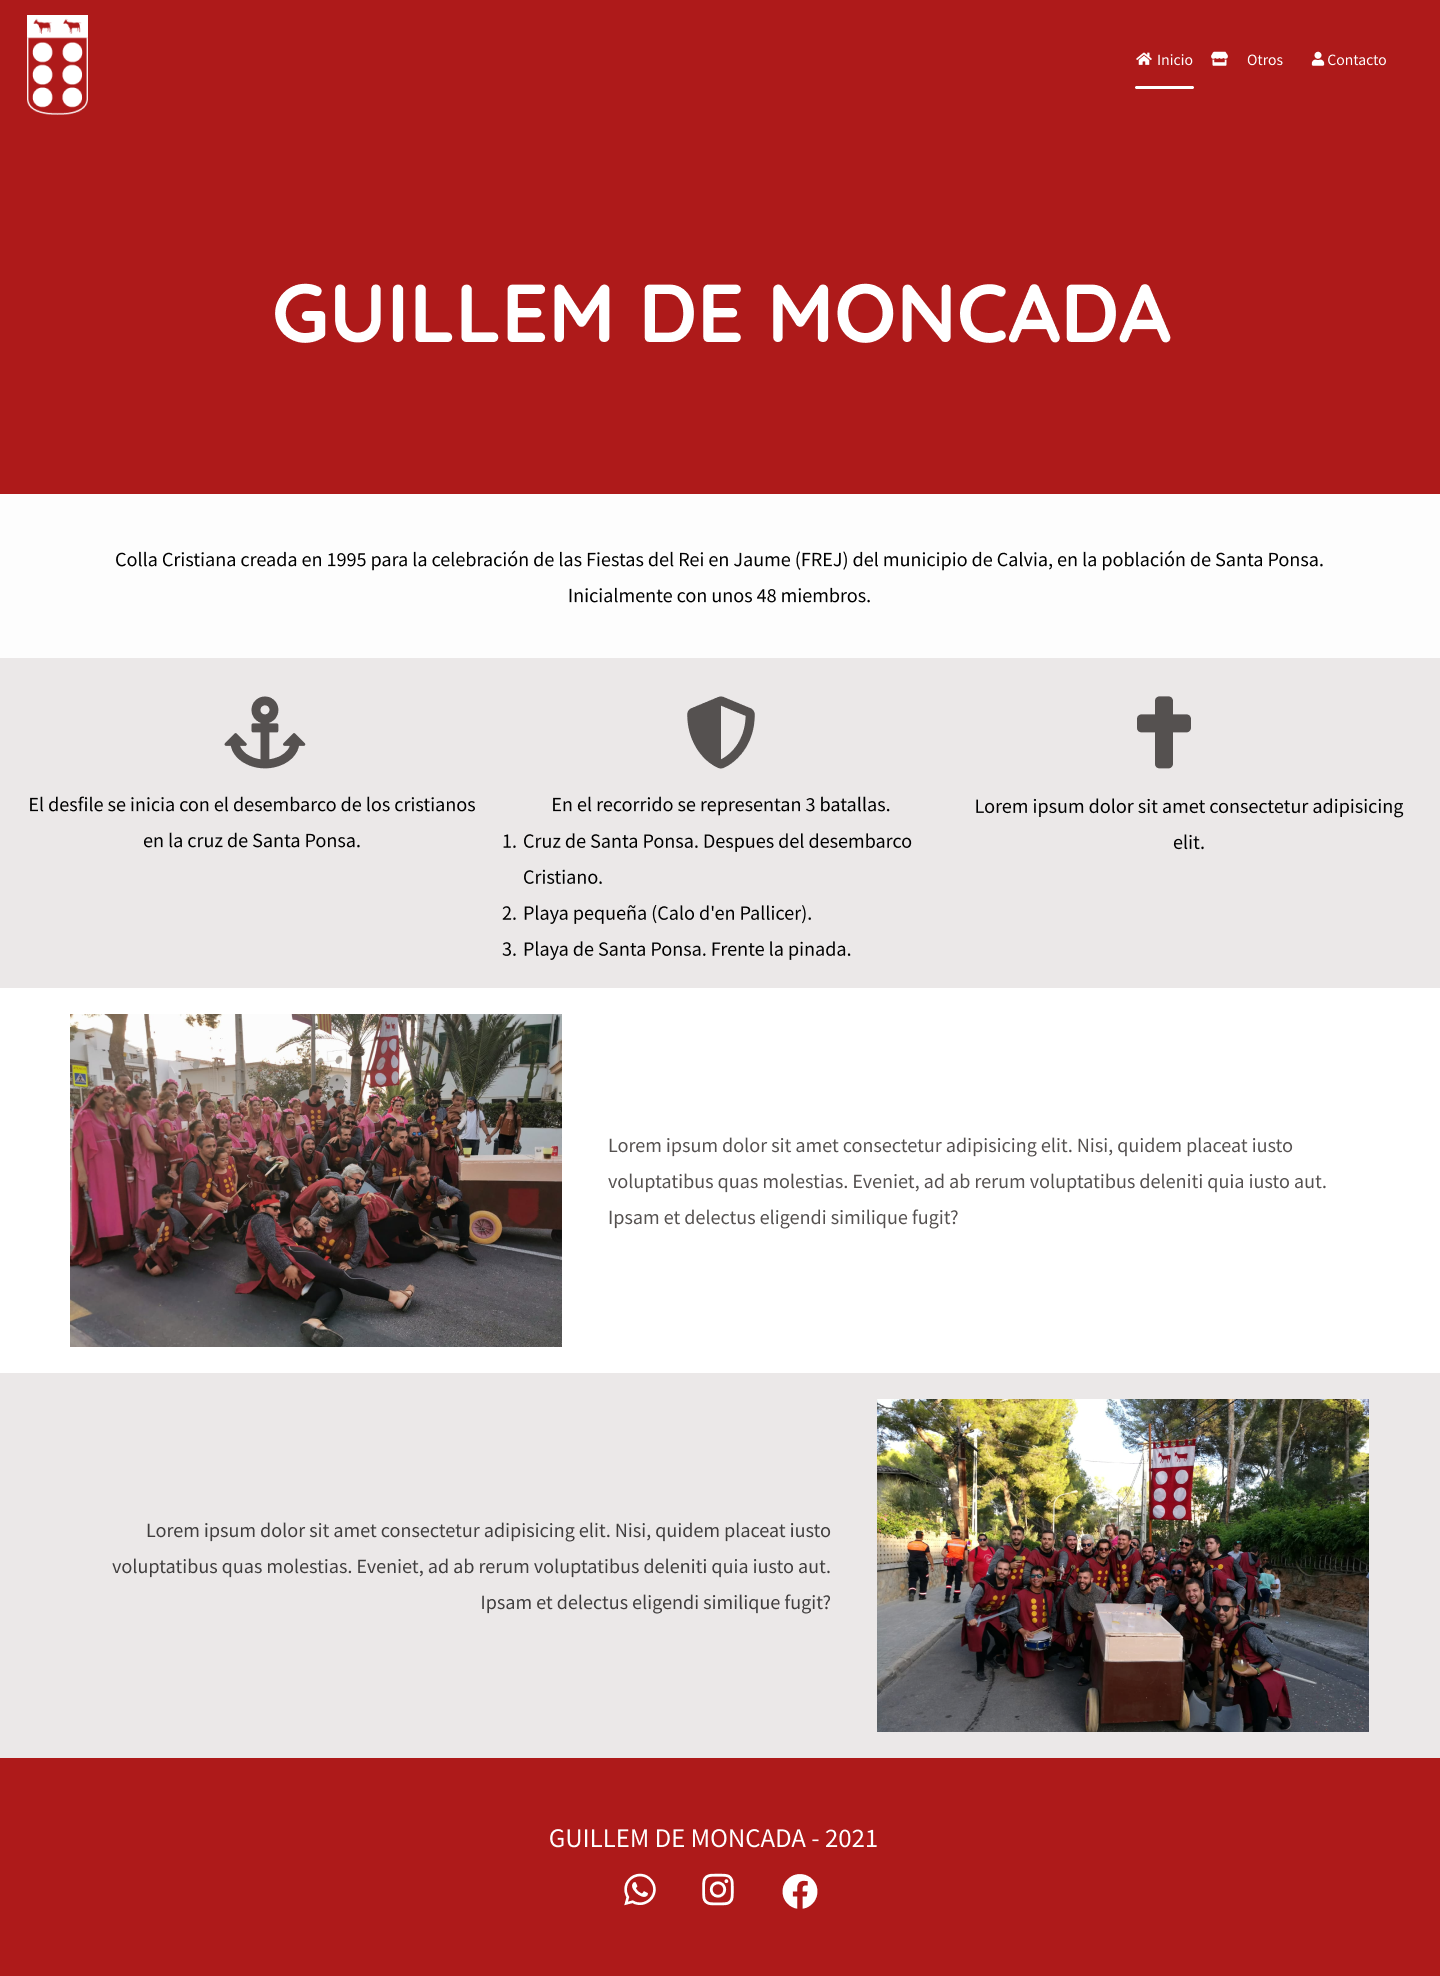 Inicio Otros Contacto
GUILLEM DE MONCADA
Colla Cristiana creada en 1995 para la celebración de las Fiestas del Rei en Jaume (FREJ) del municipio de Calvia, en la población de Santa Ponsa.
Inicialmente con unos 48 miembros.
El desfile se inicia con el desembarco de los cristianos
en la cruz de Santa Ponsa.
En el recorrido se representan 3 batallas.
1. Cruz de Santa Ponsa. Despues del desembarco
Cristiano.
2. Playa pequeña (Calo d'en Pallicer).
3. Playa de Santa Ponsa. Frente la pinada.
Lorem ipsum dolor sit amet consectetur adipisicing
elit.
Lorem ipsum dolor sit amet consectetur adipisicing elit. Nisi, quidem placeat iusto
voluptatibus quas molestias. Eveniet, ad ab rerum voluptatibus deleniti quia iusto aut.
Ipsam et delectus eligendi similique fugit?
Lorem ipsum dolor sit amet consectetur adipisicing elit. Nisi, quidem placeat iusto
voluptatibus quas molestias. Eveniet, ad ab rerum voluptatibus deleniti quia iusto aut.
Ipsam et delectus eligendi similique fugit?
GUILLEM DE MONCADA - 2021